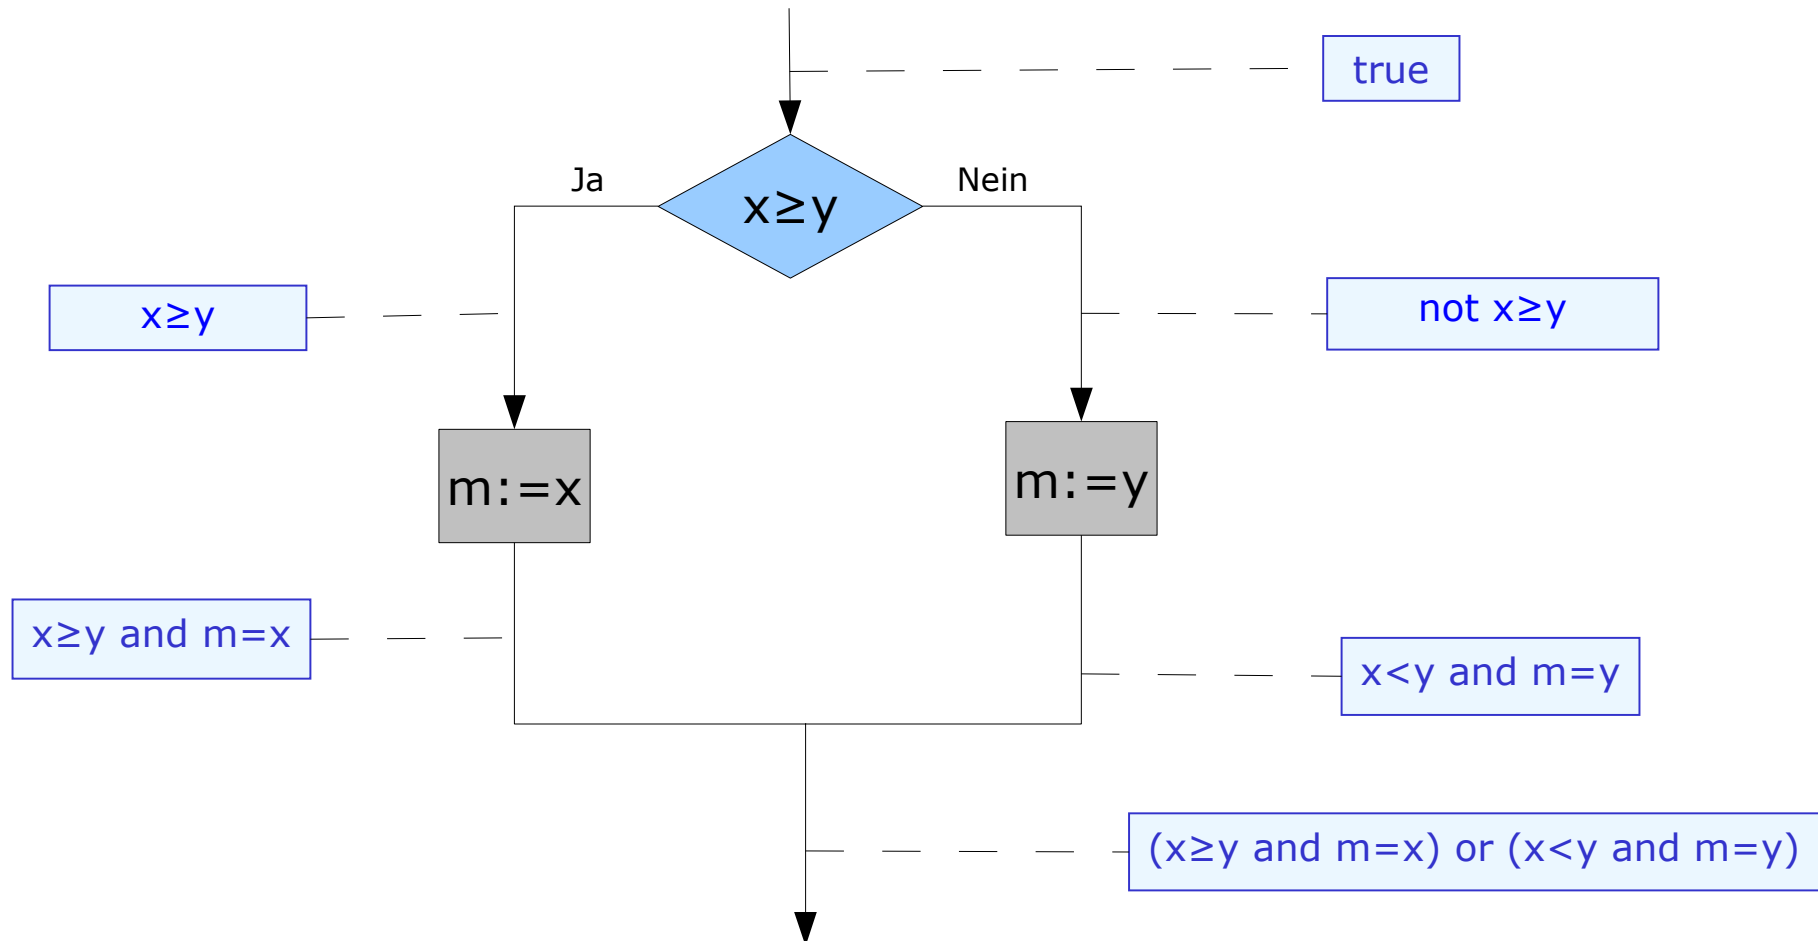 true
Ja
Nein
x≥y
x≥y
not x≥y
m:=x
m:=y
x≥y and m=x
x<y and m=y
(x≥y and m=x) or (x<y and m=y)